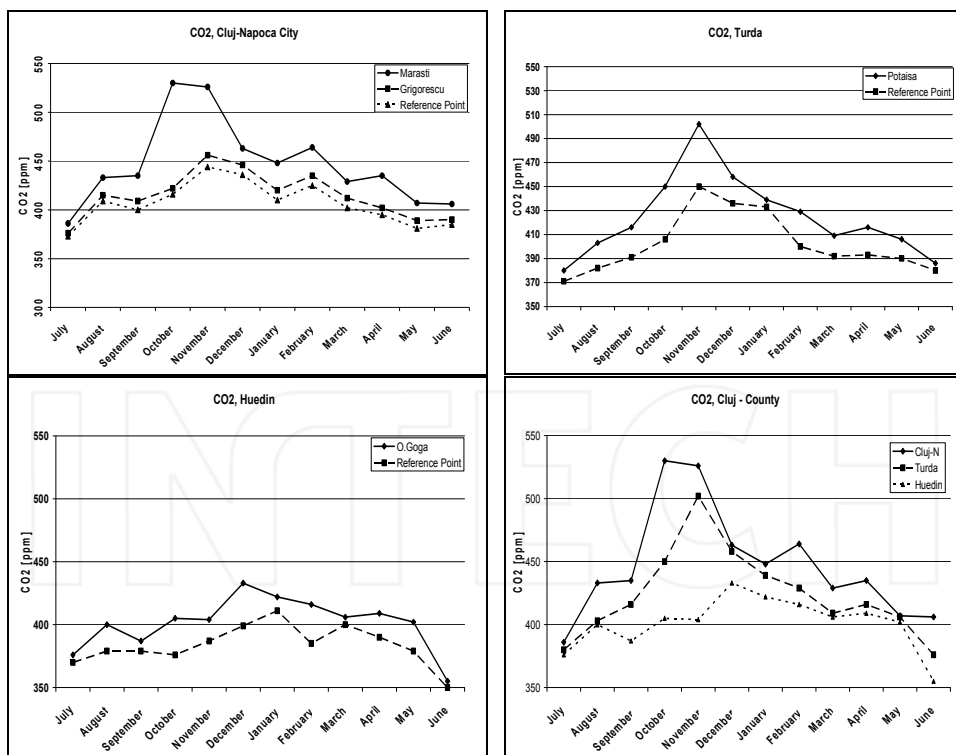 CO2, Cluj-Napoca City
550
500
450
400
350
300
CO2 [ppm]
Marasti
Grigorescu
Reference Point
July
August
September
October
November
December
January
February
March
April
May
June
CO2, Turda
550
530
510
490
470
450
430
410
390
370
350
CO2 [ppm]
Potaisa
Reference Point
July
August
September
October
November
December
January
February
March
April
May
June
CO2, Huedin
550
500
450
400
350
CO2 [ppm]
O.Goga
Reference Point
July
August
September
October
November
December
January
February
March
April
May
June
CO2, Cluj - County
550
500
450
400
350
CO2 [ppm]
Cluj-N
Turda
Huedin
July
August
September
October
November
December
January
February
March
April
May
June
INTECH